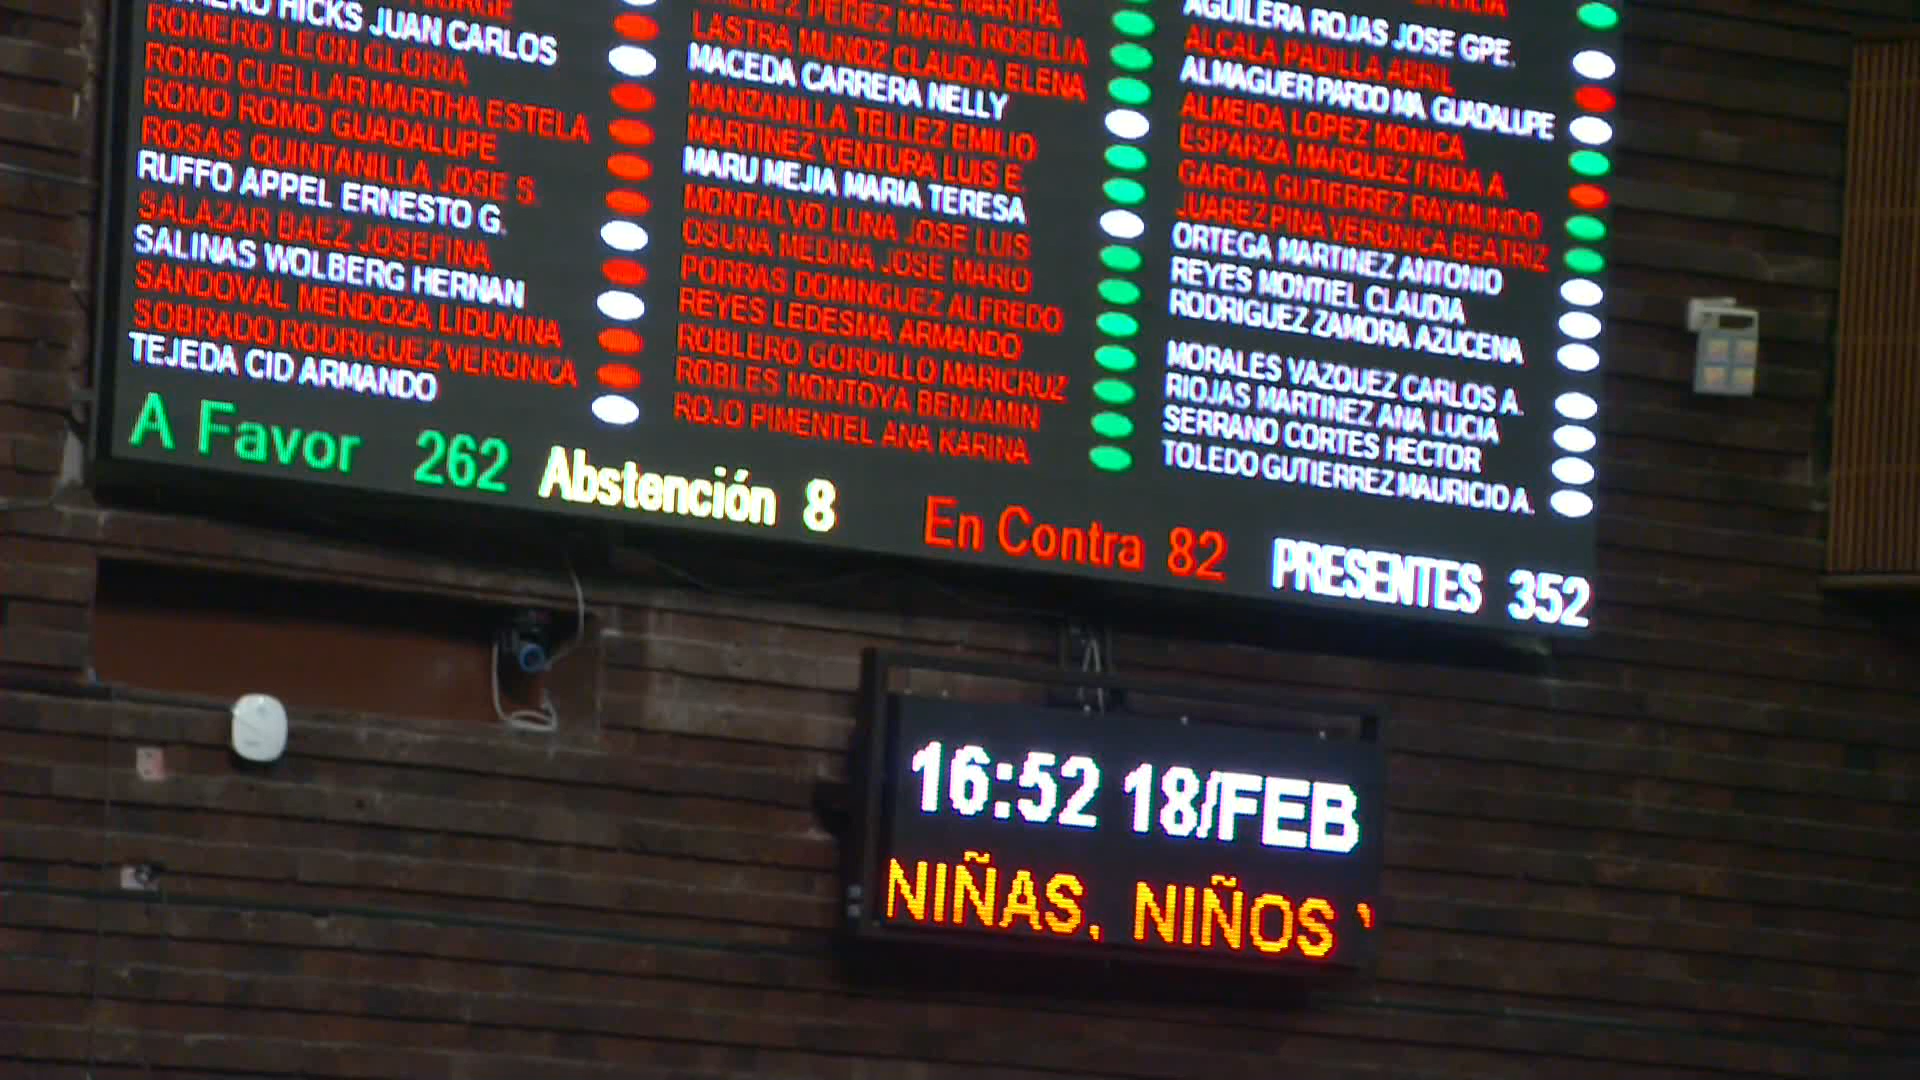 HICKS JUAN CARLOS
ROMERO LEON GLORIA
ROMO CUELLAR MARTHA ESTELA
ROMO ROMO GUADALUPE
ROSAS QUINTANILLA JOSE S.
RUFFO APPEL ERNESTO G.
SALAZAR BAEZ JOSEFINA
SALINAS WOLBERG HERNAN
SANDOVAL MENDOZA LIDUVINA
SOBRADO RODRIGUEZ VERONICA
TEJEDA CID ARMANDO
MARTHA
PEREZ MARIA ROSELIA
LASTRA MUÑOZ CLAUDIA ELENA
MACEDA CARRERA NELLY
MANZANILLA TELLEZ EMILIO
MARTINEZ VENTURA LUIS E.
MARU MEJIA MARIA TERESA
MONTALVO LUNA JOSE LUIS
OSUNA MEDINA JOSE MARIO
PORRAS DOMINGUEZ ALFREDO
REYES LEDESMA ARMANDO
ROBLERO GORDILLO MARICRUZ
ROBLES MONTOYA BENJAMIN
ROJO PIMENTEL ANA KARINA
AGUILERA ROJAS JOSE GPE.
ALCALA PADILLA ABRIL
ALMAGUER PARDO MA. GUADALUPE
ALMEIDA LOPEZ MONICA
ESPARZA MARQUEZ FRIDA A.
GARCIA GUTIERREZ RAYMUNDO
JUAREZ PIÑA VERONICA BEATRIZ
ORTEGA MARTINEZ ANTONIO
REYES MONTIEL CLAUDIA
RODRIGUEZ ZAMORA AZUCENA
MORALES VAZQUEZ CARLOS A.
RIOJAS MARTINEZ ANA LUCIA
SERRANO CORTES HECTOR
TOLEDO GUTIERREZ MAURICIO A.
A Favor 262 Abstención 8 En Contra 82 PRESENTES 352
16:52 18/FEB
NIÑAS, NIÑOS